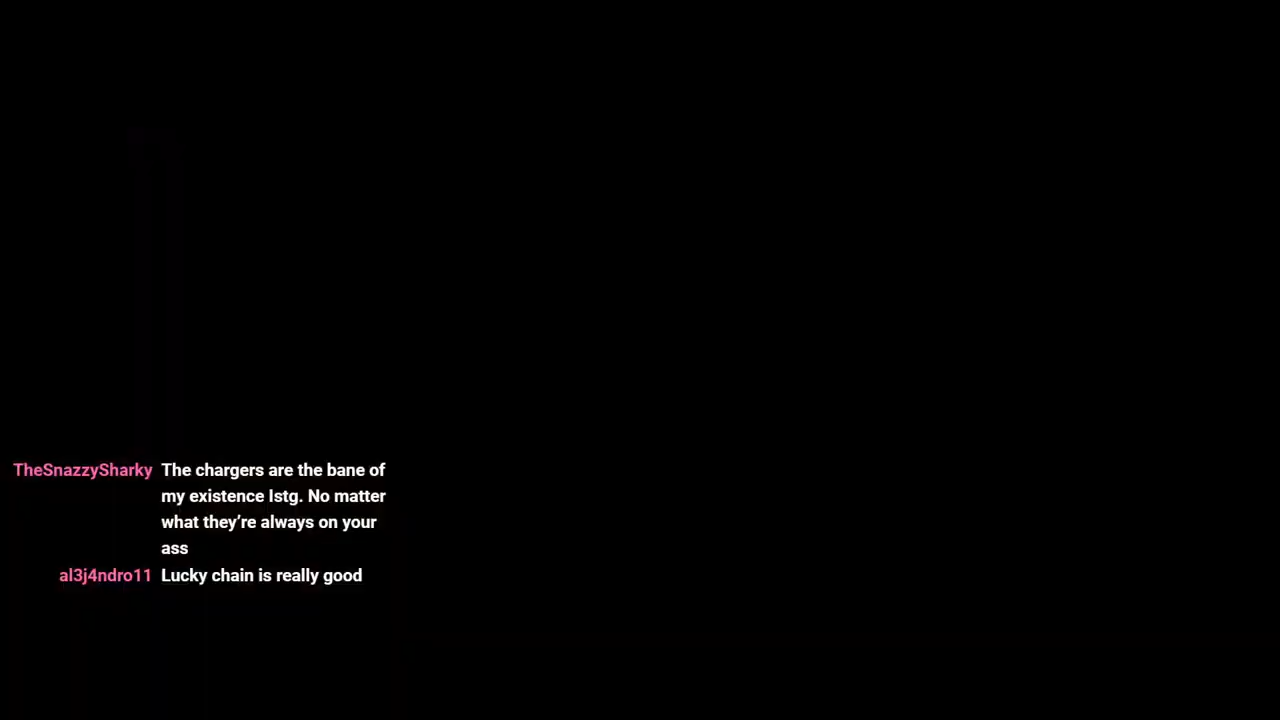 TheSnazzySharky The chargers are the bane of
my existence Istg. No matter
what they’re always on your
ass
al3j4ndro11 Lucky chain is really good